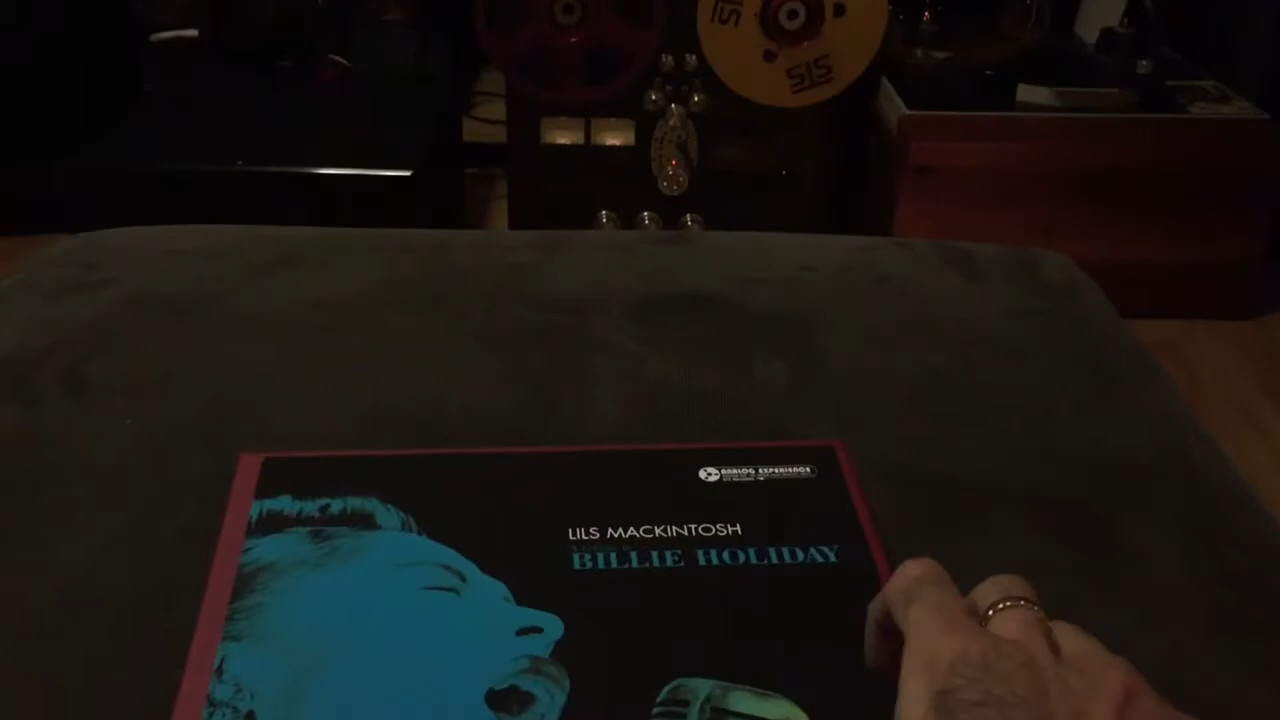 STS
STS
ANALOG EXPERIENCE
LILS MACKINTOSH
BILLIE HOLIDAY